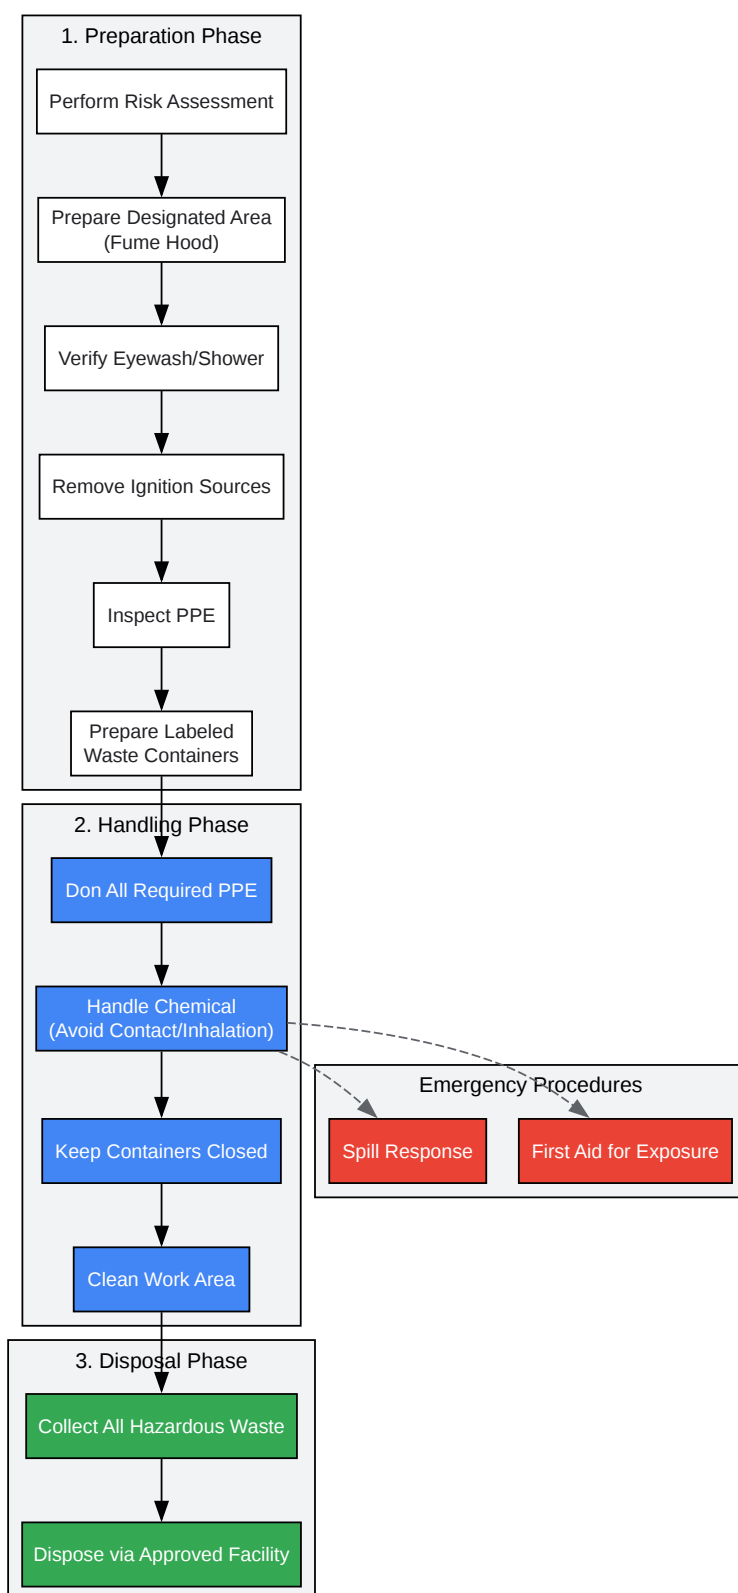 1. Preparation Phase
Perform Risk Assessment
Prepare Designated Area
(Fume Hood)
Verify Eyewash/Shower
Remove Ignition Sources
Inspect PPE
Prepare Labeled
Waste Containers
2. Handling Phase
Don All Required PPE
Handle Chemical
(Avoid Contact/Inhalation)
Keep Containers Closed
Clean Work Area
Emergency Procedures
Spill Response
First Aid for Exposure
3. Disposal Phase
Collect All Hazardous Waste
Dispose via Approved Facility